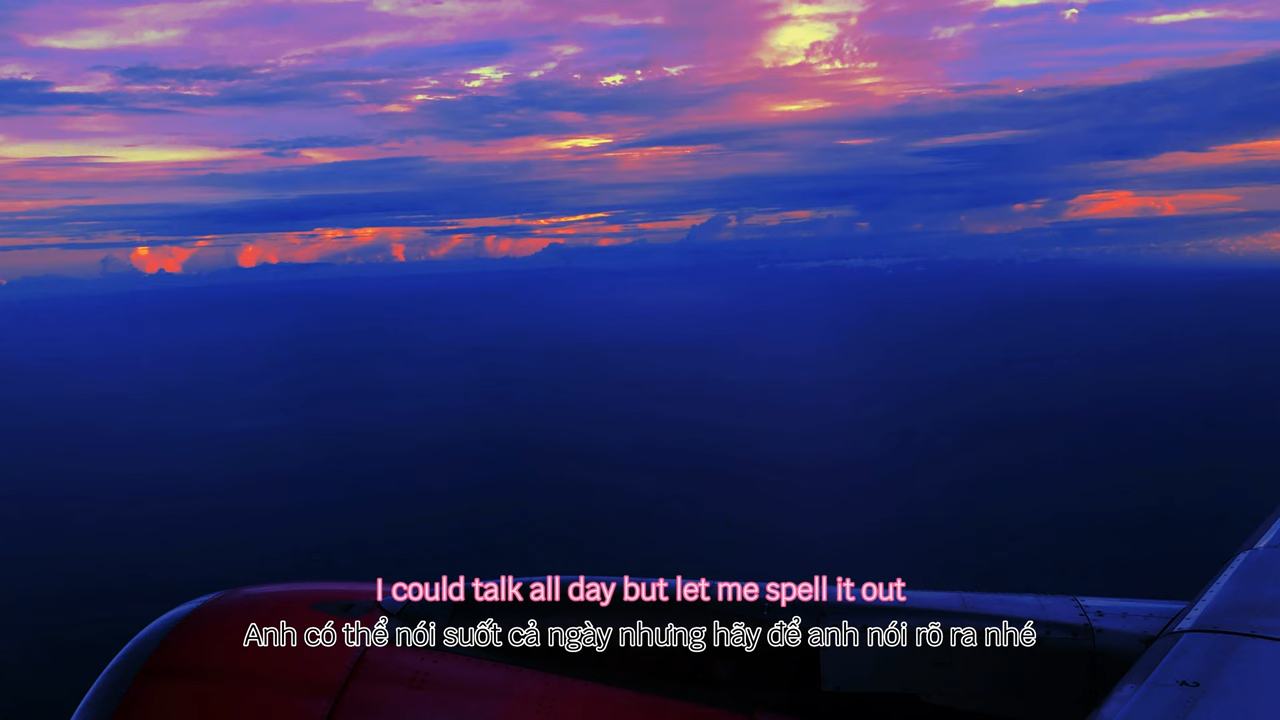 I could talk all day but let me spell it out
Anh có thể nói suốt cả ngày nhưng hãy để anh nói rõ ra nhé